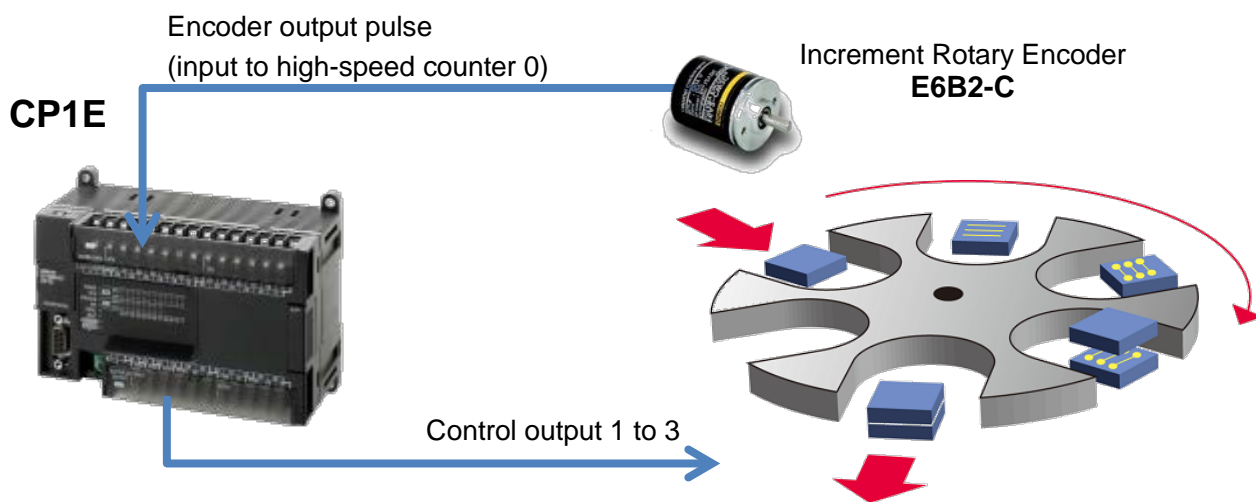 Encoder output pulse
(input to high-speed counter 0)
Increment Rotary Encoder
E6B2-C
CP1E
Control output 1 to 3